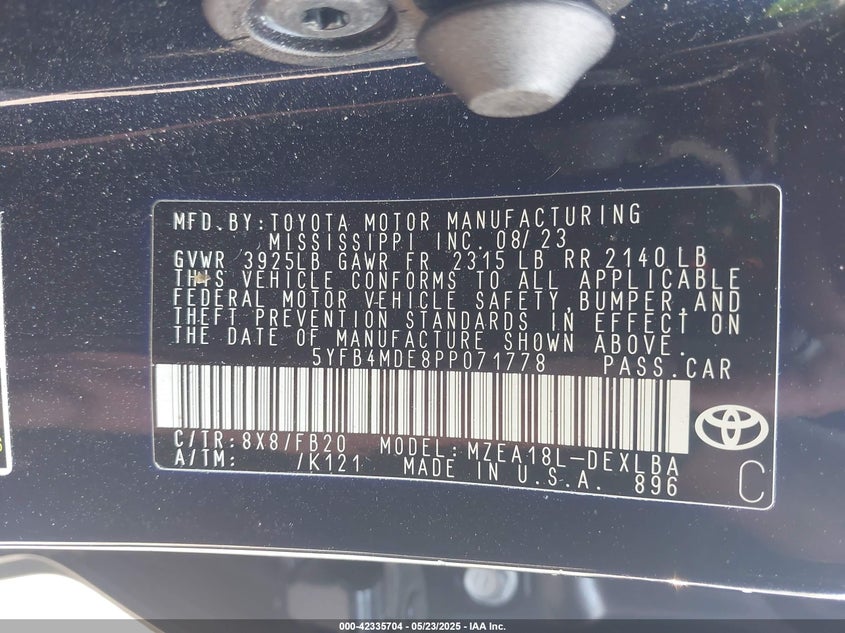 MFD.BY:TOYOTA MOTOR MANUFACTURING
MISSISSIPPI INC. 08/23
GVWR 3925LB GAWR FR 2315 LB RR 2140 LB
THIS VEHICLE CONFORMS TO ALL APPLICABLE
FEDERAL MOTOR VEHICLE SAFETY,BUMPER,AND
THEFT PREVENTION STANDARDS IN EFFECT ON
THE DATE OF MANUFACTURE SHOWN ABOVE.
5YFB4MDE8PP071778 PASS.CAR
C/TR:8X8/FB20 MODEL:MZEA18L-DEXLBA
A/TM: /K121 MADE IN U.S.A. 896
C
000-42335704 - 05/23/2025 - IAA Inc.